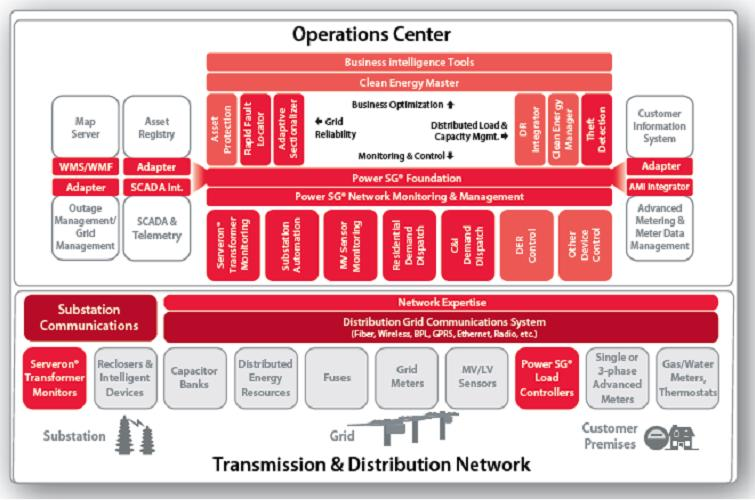 Operations Center
Business Intelligence Tools
Clean Energy Master
Map
Server
Asset
Registry
Asset
Protection
Rapid Fault
Locator
Adaptive
Sectionalizer
Business Optimization ↑
← Grid
Reliability
Distributed Load &
Capacity Mgmt. →
Monitoring & Control ↓
DR
Integrator
Clean Energy
Manager
Theft
Detection
Customer
Information
System
WMS/WMF
Adapter
Adapter
SCADA Int.
Power SG® Foundation
Power SG® Network Monitoring & Management
Adapter
AMI Integrator
Outage
Management/
Grid
Management
SCADA &
Telemetry
Serveron®
Transformer
Monitoring
Substation
Automation
MV Sensor
Monitoring
Residential
Demand
Dispatch
C&I
Demand
Dispatch
DER
Control
Other
Device
Control
Advanced
Metering &
Meter Data
Management
Substation
Communications
Network Expertise
Distribution Grid Communications System
(Fiber, Wireless, BPL, GPRS, Ethernet, Radio, etc.)
Serveron®
Transformer
Monitors
Reclosers &
Intelligent
Devices
Capacitor
Banks
Distributed
Energy
Resources
Fuses
Grid
Meters
MV/LV
Sensors
Power SG®
Load
Controllers
Single or
3-phase
Advanced
Meters
Gas/Water
Meters,
Thermostats
Substation
Grid
Customer
Premises
Transmission & Distribution Network